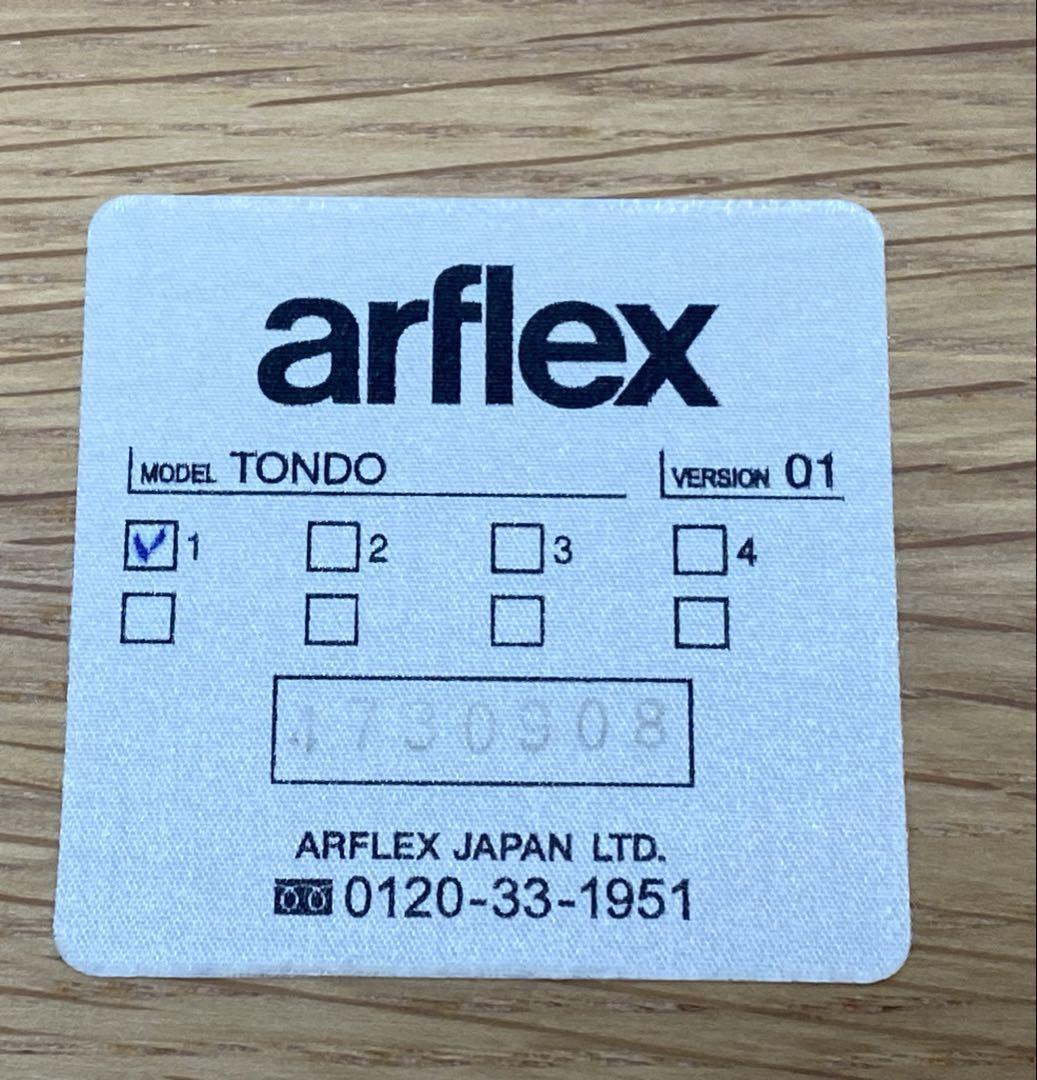 arflex
MODEL TONDO VERSION 01
1 2 3 4
4730908
ARFLEX JAPAN LTD.
0120-33-1951